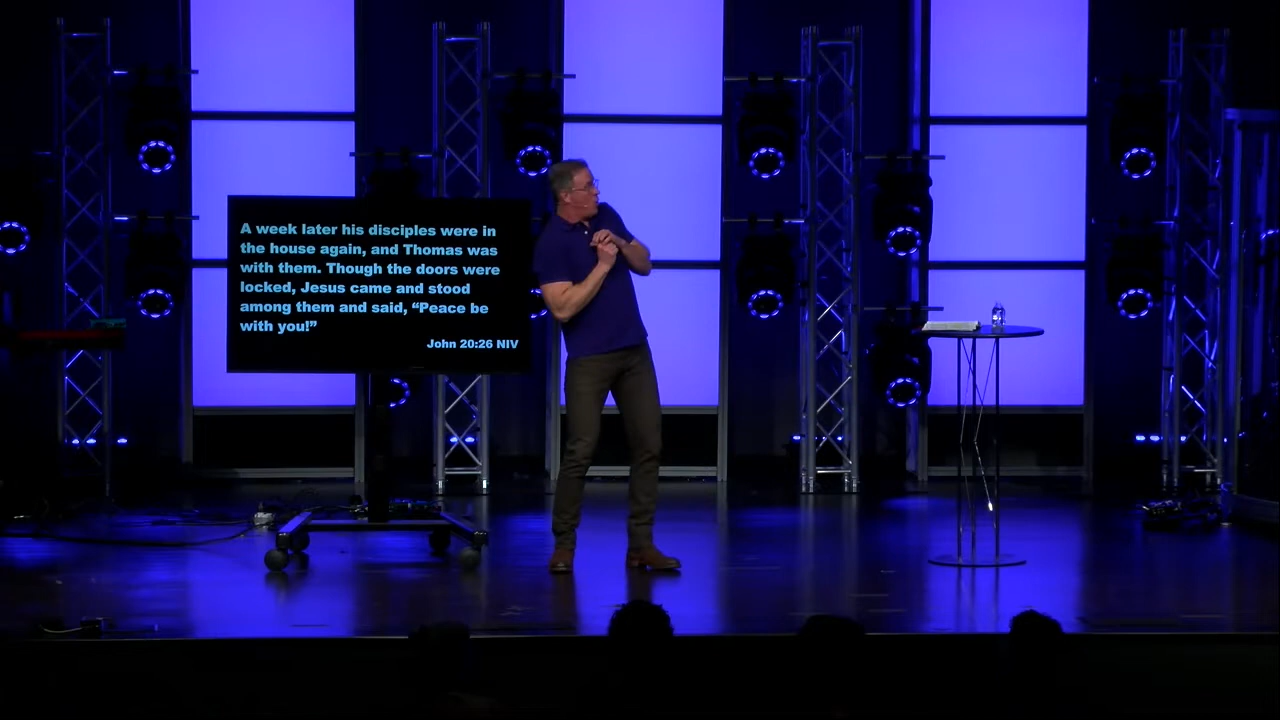 A week later his disciples were in
the house again, and Thomas was
with them. Though the doors were
locked, Jesus came and stood
among them and said, “Peace be
with you!”
John 20:26 NIV